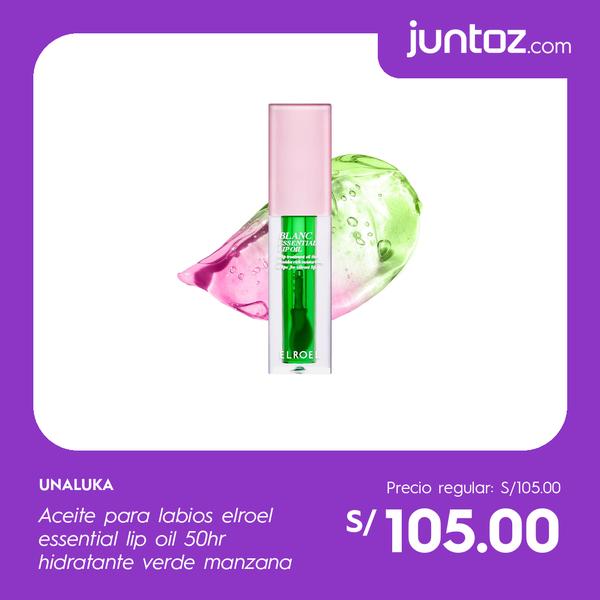 juntoz.com
BLANC
ESSENTIAL
LIP OIL
ELROEL
UNALUKA
Aceite para labios elroel
essential lip oil 50hr
hidratante verde manzana
Precio regular: S/105.00
S/ 105.00